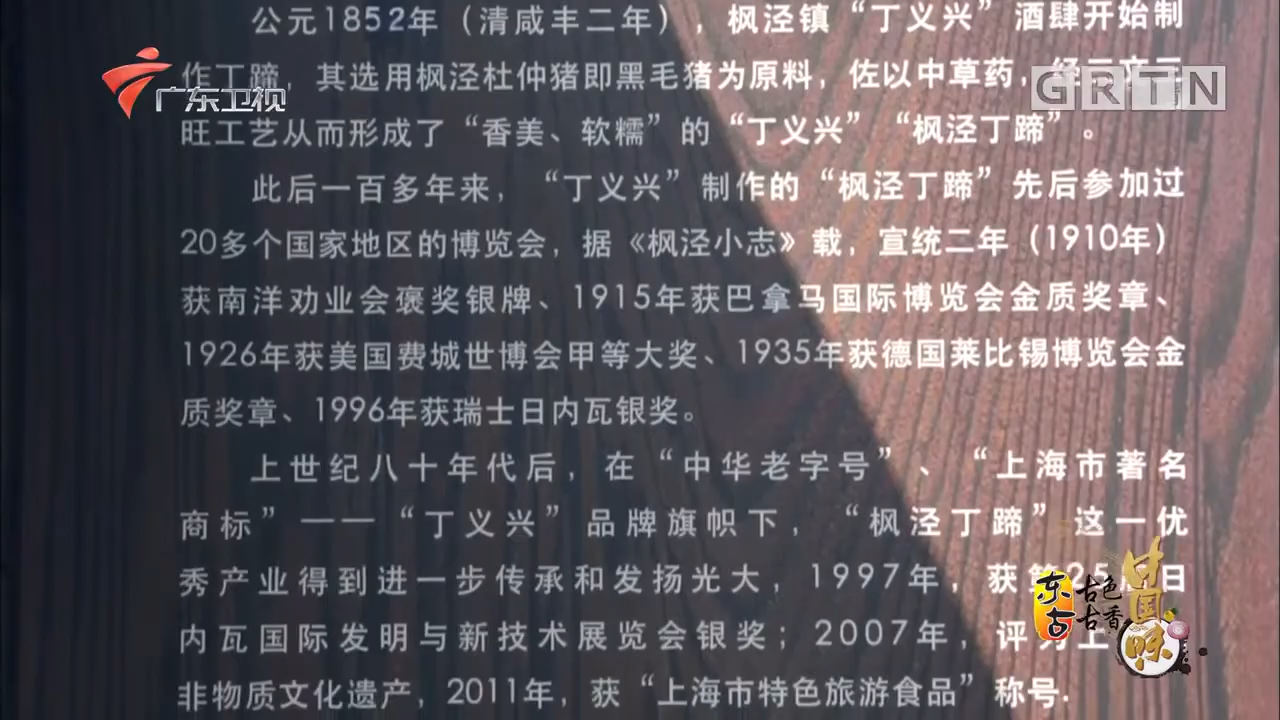 公元1852年（清咸丰二年），枫泾镇“丁义兴”酒肆开始制
作丁蹄，其选用枫泾杜仲猪即黑毛猪为原料，佐以中草药，
旺工艺从而形成了“香美、软糯”的“丁义兴”“枫泾丁蹄”。
此后一百多年来，“丁义兴”制作的“枫泾丁蹄”先后参加过
20多个国家地区的博览会，据《枫泾小志》载，宣统二年（1910年）
获南洋劝业会褒奖银牌、1915年获巴拿马国际博览会金质奖章、
1926年获美国费城世博会甲等大奖、1935年获德国莱比锡博览会金
质奖章、1996年获瑞士日内瓦银奖。
上世纪八十年代后，在“中华老字号”、“上海市著名
商标”——“丁义兴”品牌旗帜下，“枫泾丁蹄”这一优
秀产业得到进一步传承和发扬光大，1997年，获第25届日
内瓦国际发明与新技术展览会银奖；2007年，评为上
非物质文化遗产，2011年，获“上海市特色旅游食品”称号.
广东卫视
GRTN
东古
古色古香
中国味